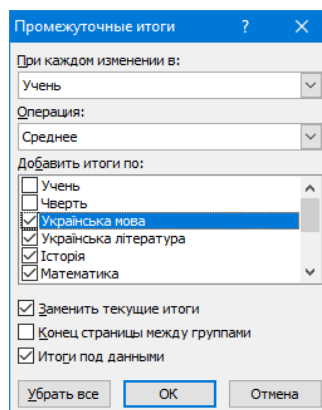 Промежуточные итоги ? ×
При каждом изменении в:
Учень
Операция:
Среднее
Добавить итоги по:
Учень
Чверть
Українська мова
Українська література
Історія
Математика
Заменить текущие итоги
Конец страницы между группами
Итоги под данными
Убрать все ОК Отмена